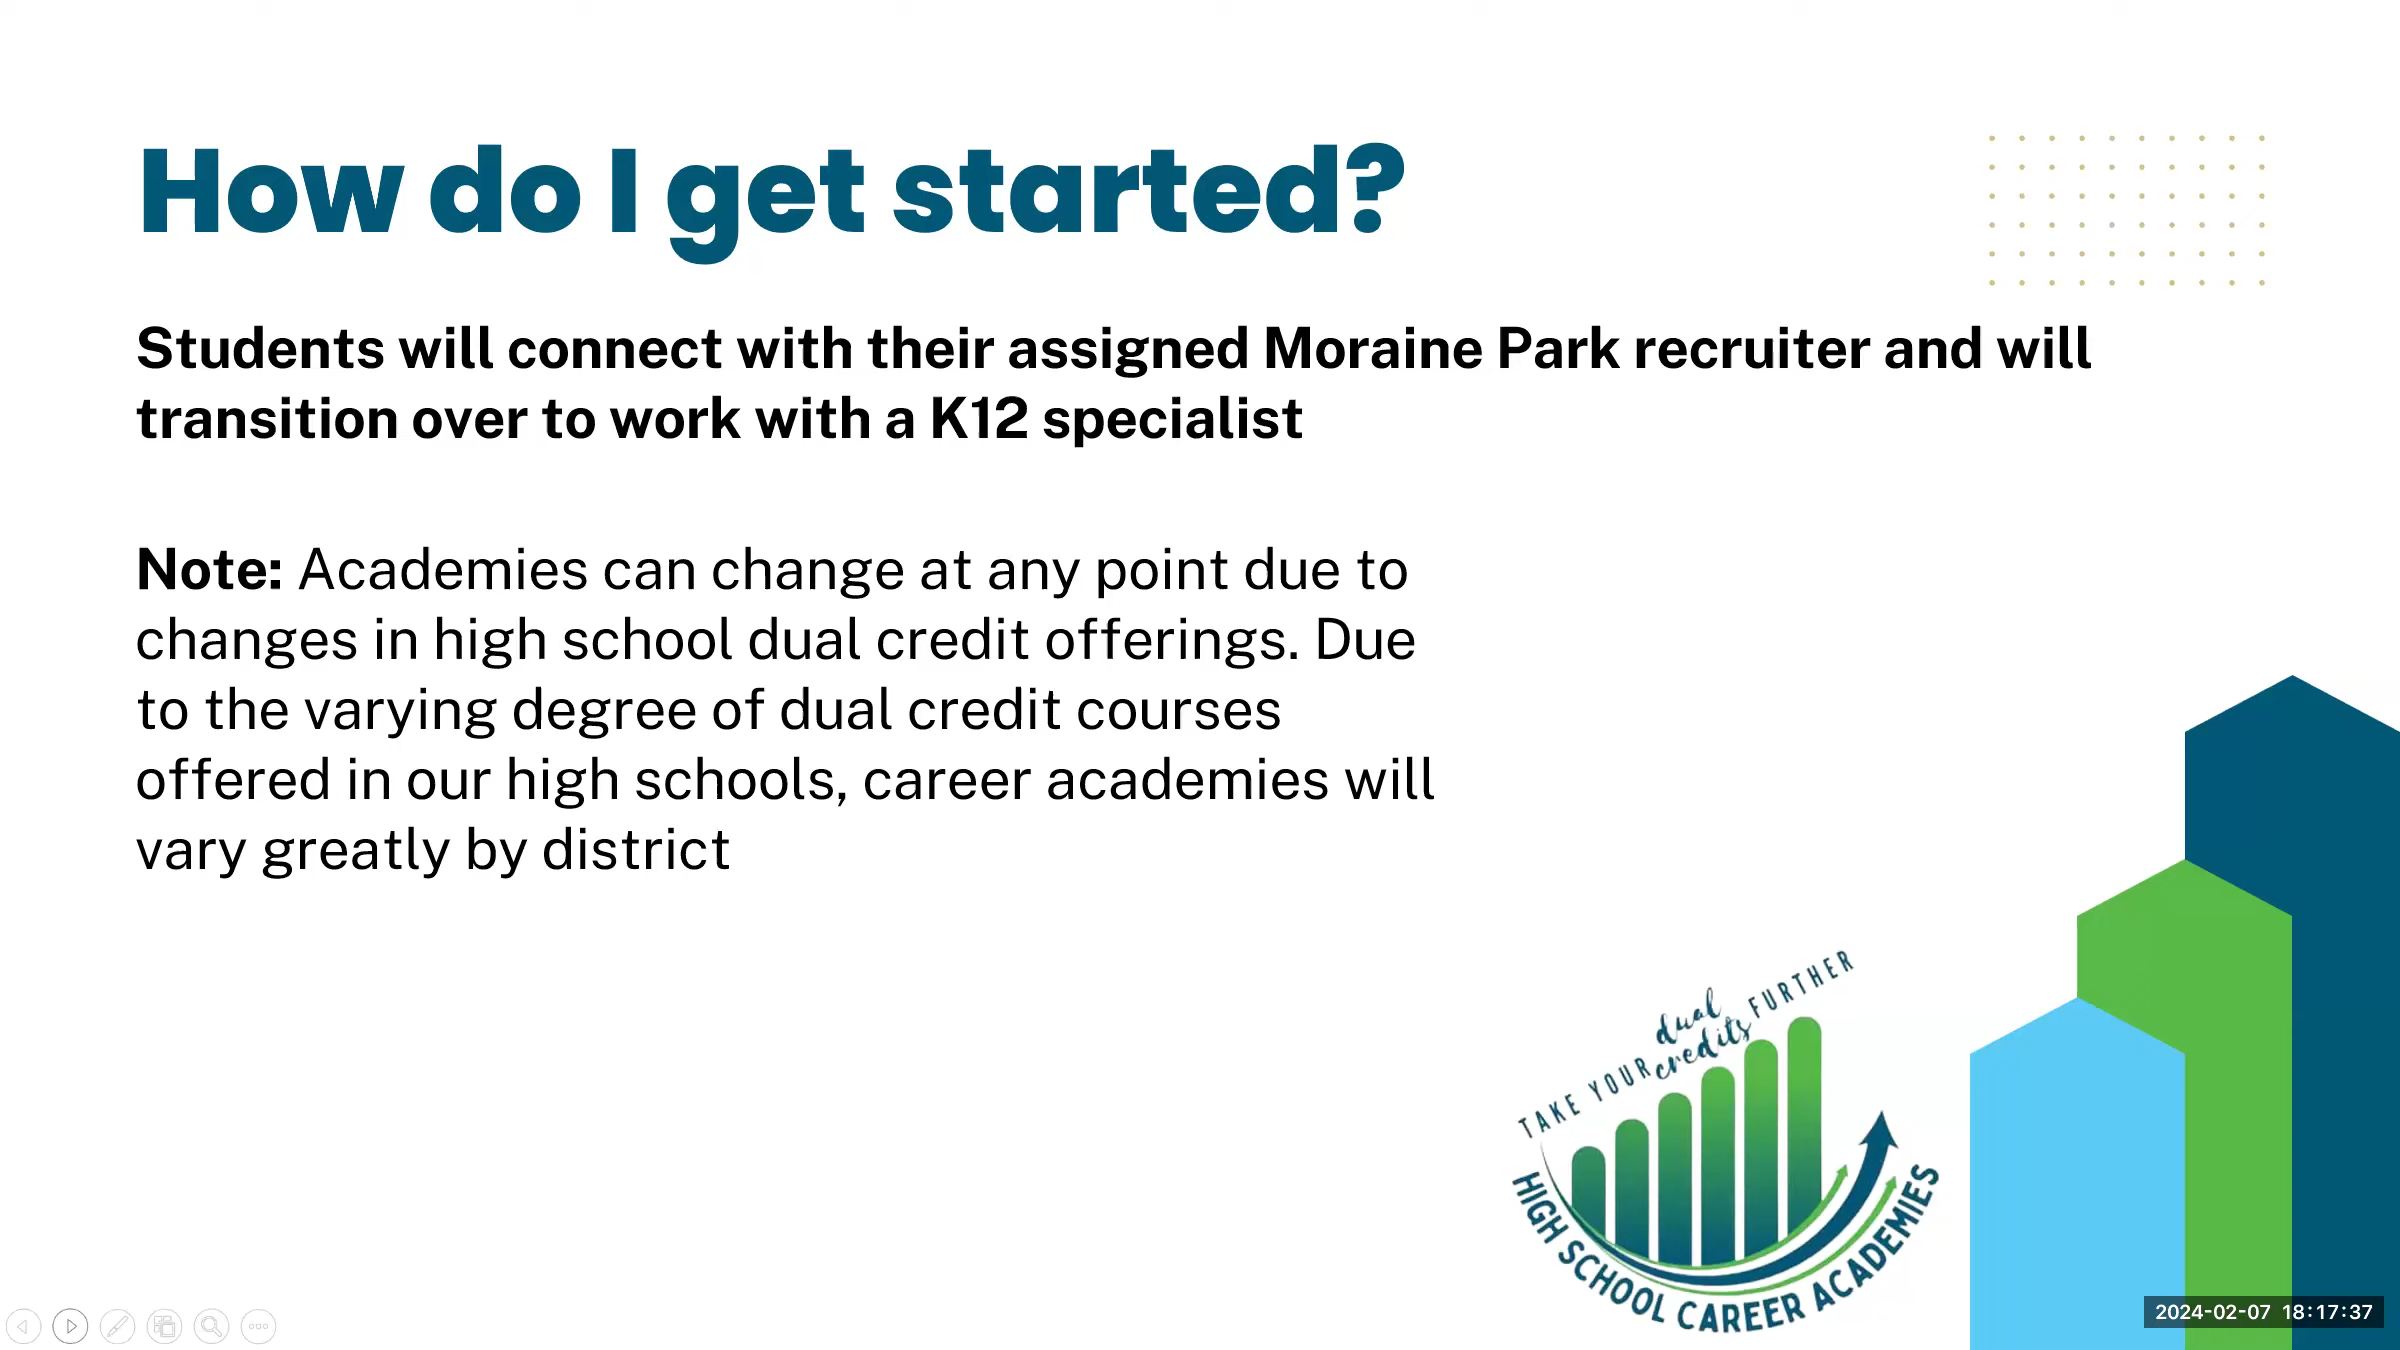 How do I get started?
Students will connect with their assigned Moraine Park recruiter and will
transition over to work with a K12 specialist
Note: Academies can change at any point due to
changes in high school dual credit offerings. Due
to the varying degree of dual credit courses
offered in our high schools, career academies will
vary greatly by district
TAKE YOUR dual credits FURTHER
HIGH SCHOOL CAREER ACADEMIES
2024-02-07 18:17:37